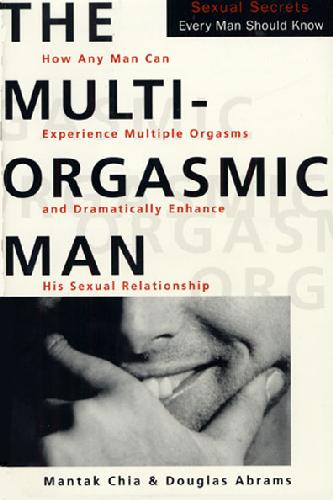 Sexual Secrets
Every Man Should Know
THE
How Any Man Can
MULTI-
Experience Multiple Orgasms
ORGASMIC
and Dramatically Enhance
MAN
His Sexual Relationship
Mantak Chia & Douglas Abrams